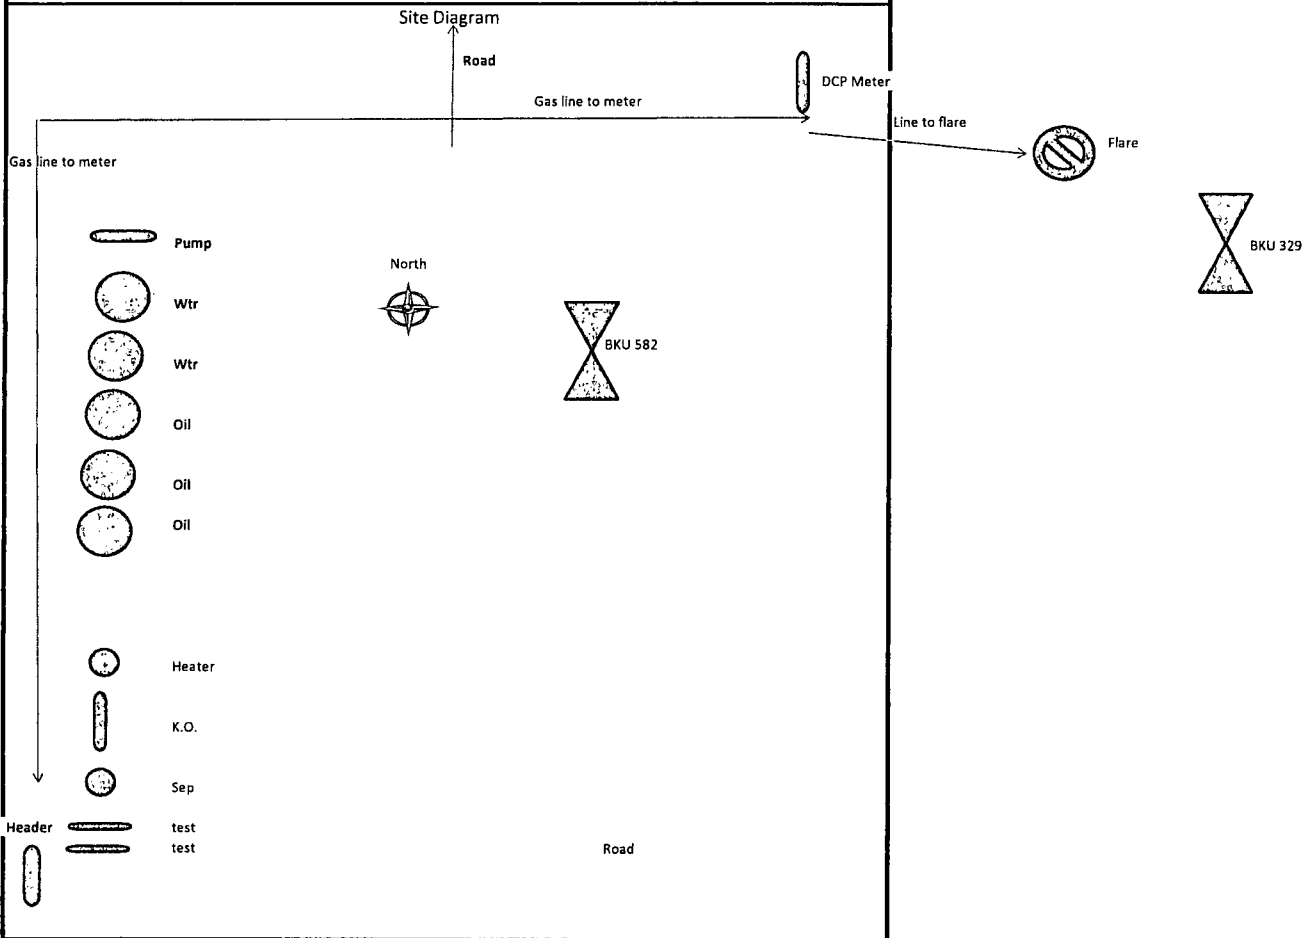 Site Diagram
Road
DCP Meter
Gas line to meter
Line to flare
Flare
Gas line to meter
Pump
BKU 329
North
Wtr
BKU 582
Wtr
Oil
Oil
Oil
Heater
K.O.
Sep
Header
test
test
Road